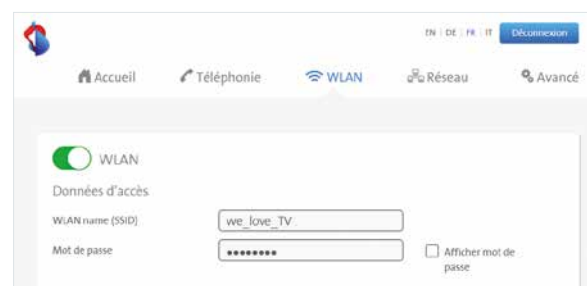 EN | DE | FR | IT Déconnexion
Accueil Téléphonie WLAN Réseau Avancé
WLAN
Données d'accès
WLAN name (SSID) we_love_TV
Mot de passe •••••••• Afficher mot de
passe